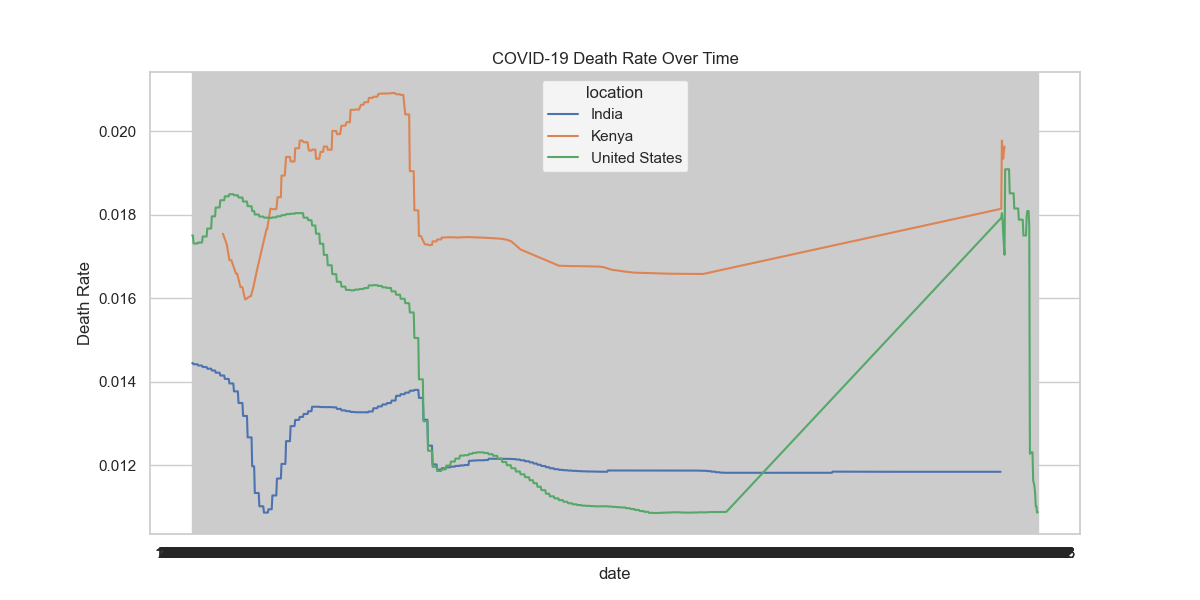 COVID-19 Death Rate Over Time
location
India
Kenya
United States
Death Rate
0.020
0.018
0.016
0.014
0.012
date